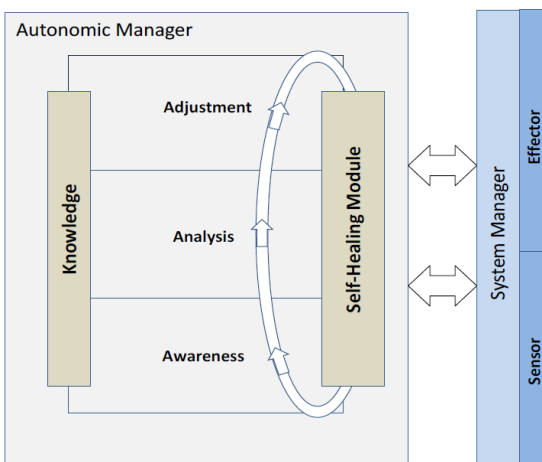 Autonomic Manager
Adjustment
Analysis
Awareness
Knowledge
Self-Healing Module
System Manager
Effector
Sensor